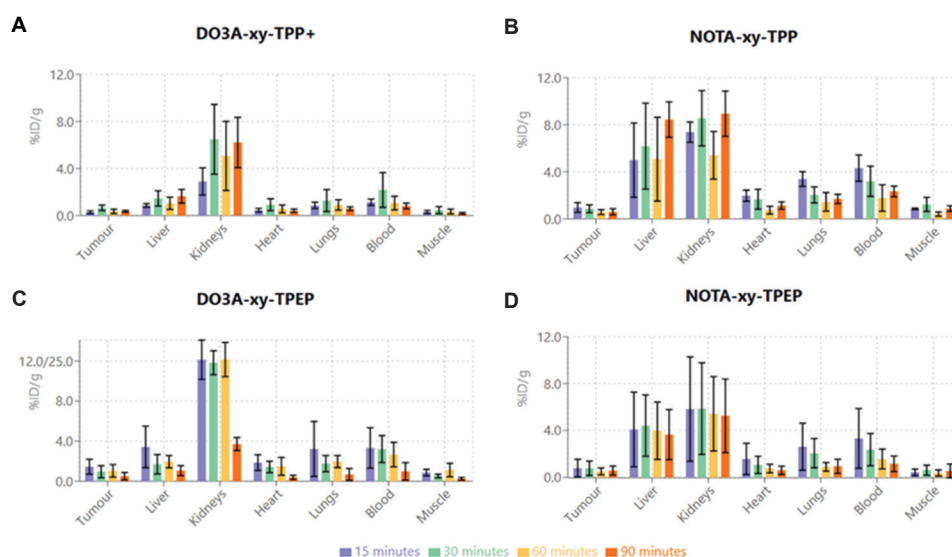 A
DO3A-xy-TPP+
12.0
8.0
4.0
0.0
%ID/g
Tumour
Liver
Kidneys
Heart
Lungs
Blood
Muscle
B
NOTA-xy-TPP
12.0
8.0
4.0
0.0
%ID/g
Tumour
Liver
Kidneys
Heart
Lungs
Blood
Muscle
C
DO3A-xy-TPEP
12.0/25.0
8.0
4.0
0.0
%ID/g
Tumour
Liver
Kidneys
Heart
Lungs
Blood
Muscle
D
NOTA-xy-TPEP
12.0
8.0
4.0
0.0
%ID/g
Tumour
Liver
Kidneys
Heart
Lungs
Blood
Muscle
15 minutes 30 minutes 60 minutes 90 minutes